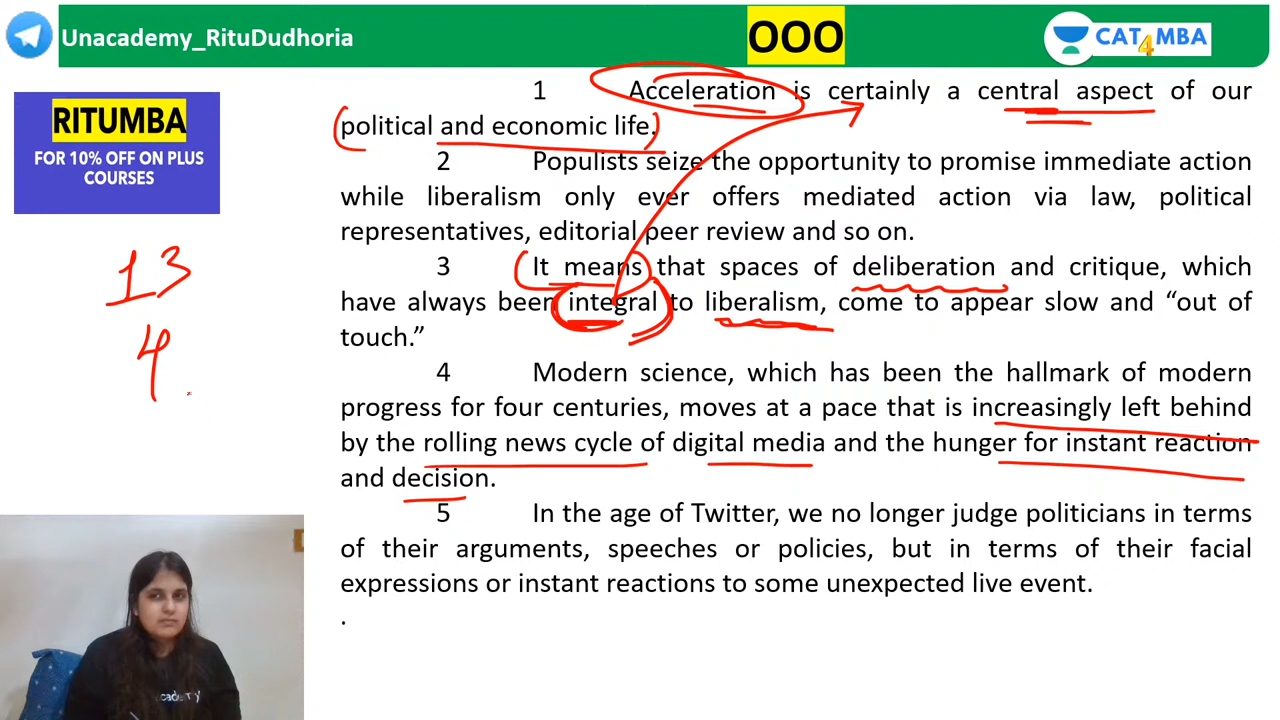 Unacademy_RituDudhoria
OOO
CAT4MBA
RITUMBA
FOR 10% OFF ON PLUS
COURSES
13
4
1 Acceleration is certainly a central aspect of our
political and economic life.
2 Populists seize the opportunity to promise immediate action
while liberalism only ever offers mediated action via law, political
representatives, editorial peer review and so on.
3 It means that spaces of deliberation and critique, which
have always been integral to liberalism, come to appear slow and “out of
touch.”
4 Modern science, which has been the hallmark of modern
progress for four centuries, moves at a pace that is increasingly left behind
by the rolling news cycle of digital media and the hunger for instant reaction
and decision.
5 In the age of Twitter, we no longer judge politicians in terms
of their arguments, speeches or policies, but in terms of their facial
expressions or instant reactions to some unexpected live event.
.